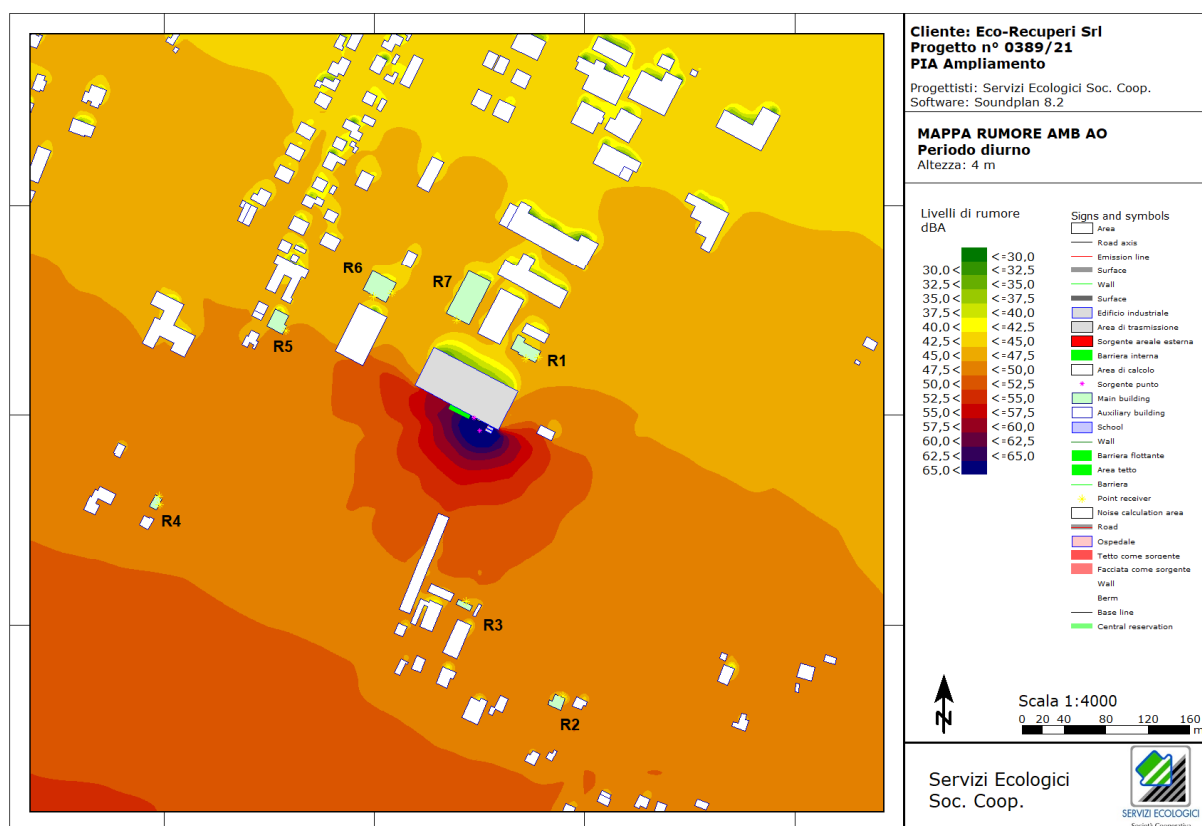 Cliente: Eco-Recuperi Srl
Progetto n° 0389/21
PIA Ampliamento
Progettisti: Servizi Ecologici Soc. Coop.
Software: Soundplan 8.2
MAPPA RUMORE AMB AO
Periodo diurno
Altezza: 4 m
Livelli di rumore
dBA
<=30,0
30,0< <=32,5
32,5< <=35,0
35,0< <=37,5
37,5< <=40,0
40,0< <=42,5
42,5< <=45,0
45,0< <=47,5
47,5< <=50,0
50,0< <=52,5
52,5< <=55,0
55,0< <=57,5
57,5< <=60,0
60,0< <=62,5
62,5< <=65,0
65,0<
Signs and symbols
Area
Road axis
Emission line
Surface
Wall
Surface
Edificio industriale
Area di trasmissione
Sorgente areale esterna
Barriera interna
Area di calcolo
Sorgente punto
Main building
Auxiliary building
School
Wall
Barriera flottante
Area tetto
Barriera
Point receiver
Noise calculation area
Road
Ospedale
Tetto come sorgente
Facciata come sorgente
Wall
Berm
Base line
Central reservation
R6
R7
R5
R1
R4
R3
R2
N
Scala 1:4000
0 20 40 80 120 160
m
Servizi Ecologici
Soc. Coop.
SERVIZI ECOLOGICI
Società Cooperativa